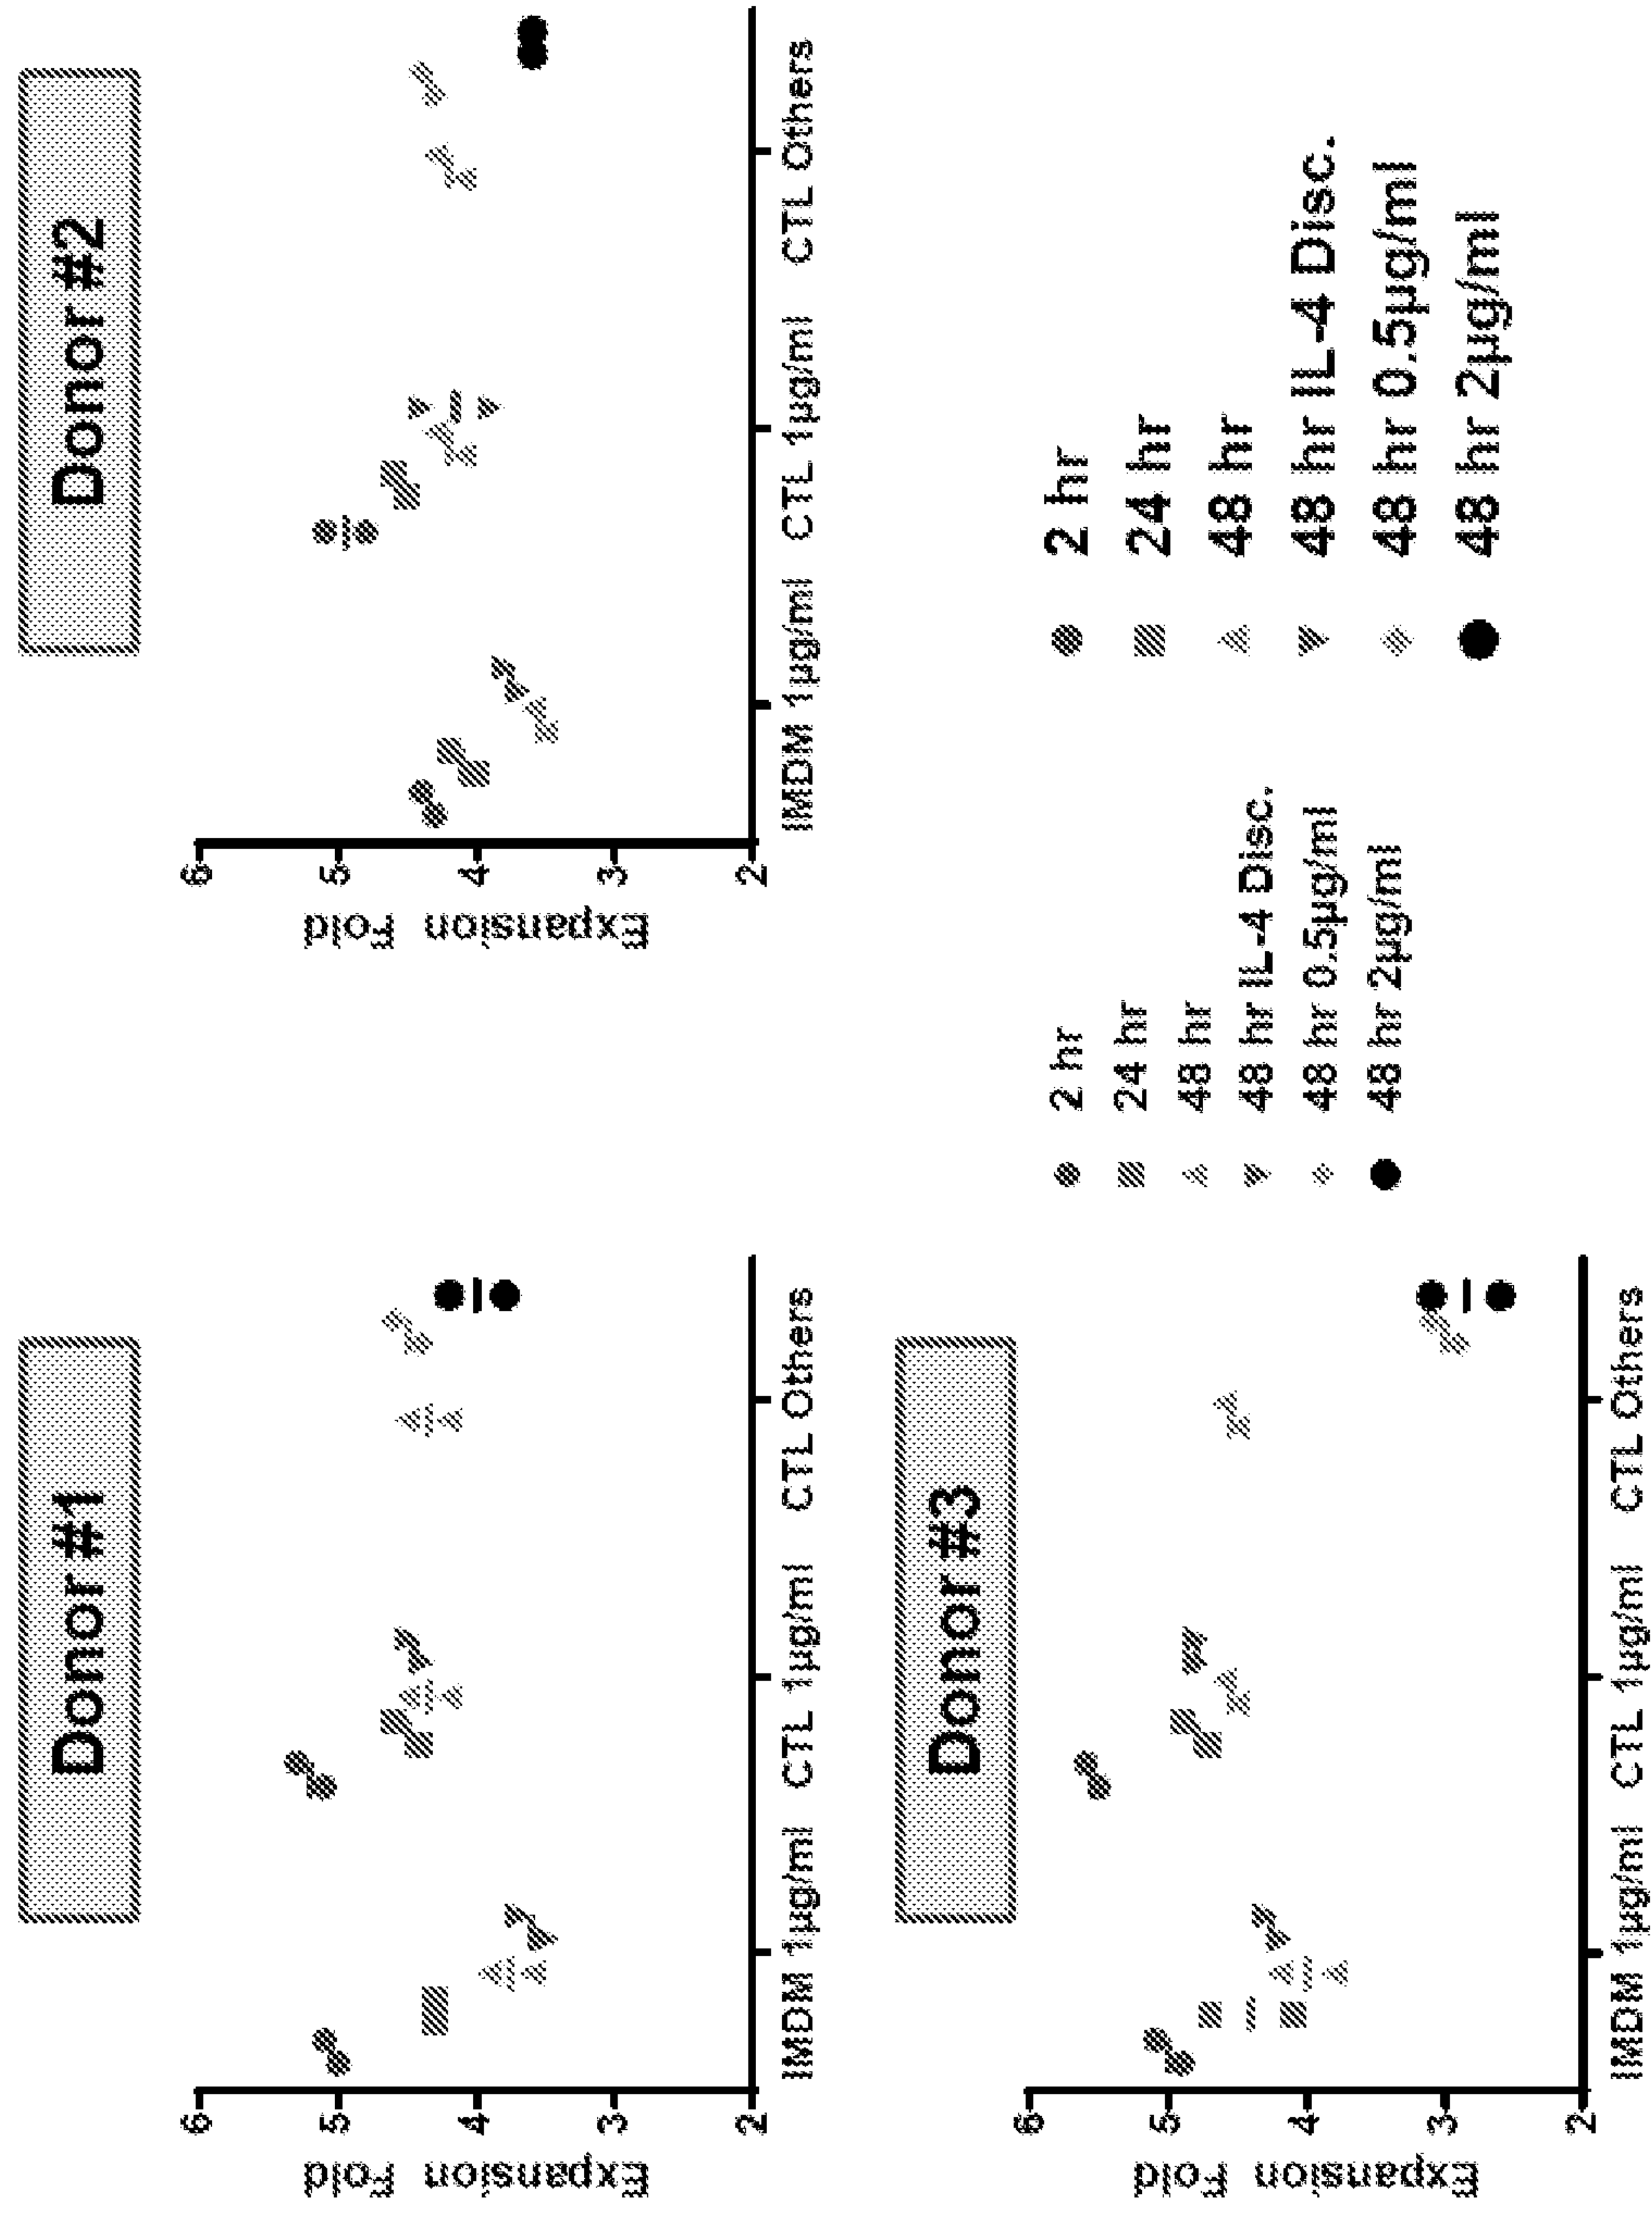 Donor #1
Expansion Fold
6
5
4
3
2
IMDM 1µg/ml CTL 1µg/ml CTL Others
Donor #2
Expansion Fold
6
5
4
3
2
IMDM 1µg/ml CTL 1µg/ml CTL Others
Donor #3
Expansion Fold
6
5
4
3
2
IMDM 1µg/ml CTL 1µg/ml CTL Others
2 hr
24 hr
48 hr
48 hr IL-4 Disc.
48 hr 0.5µg/ml
48 hr 2µg/ml
2 hr
24 hr
48 hr
48 hr IL-4 Disc.
48 hr 0.5µg/ml
48 hr 2µg/ml